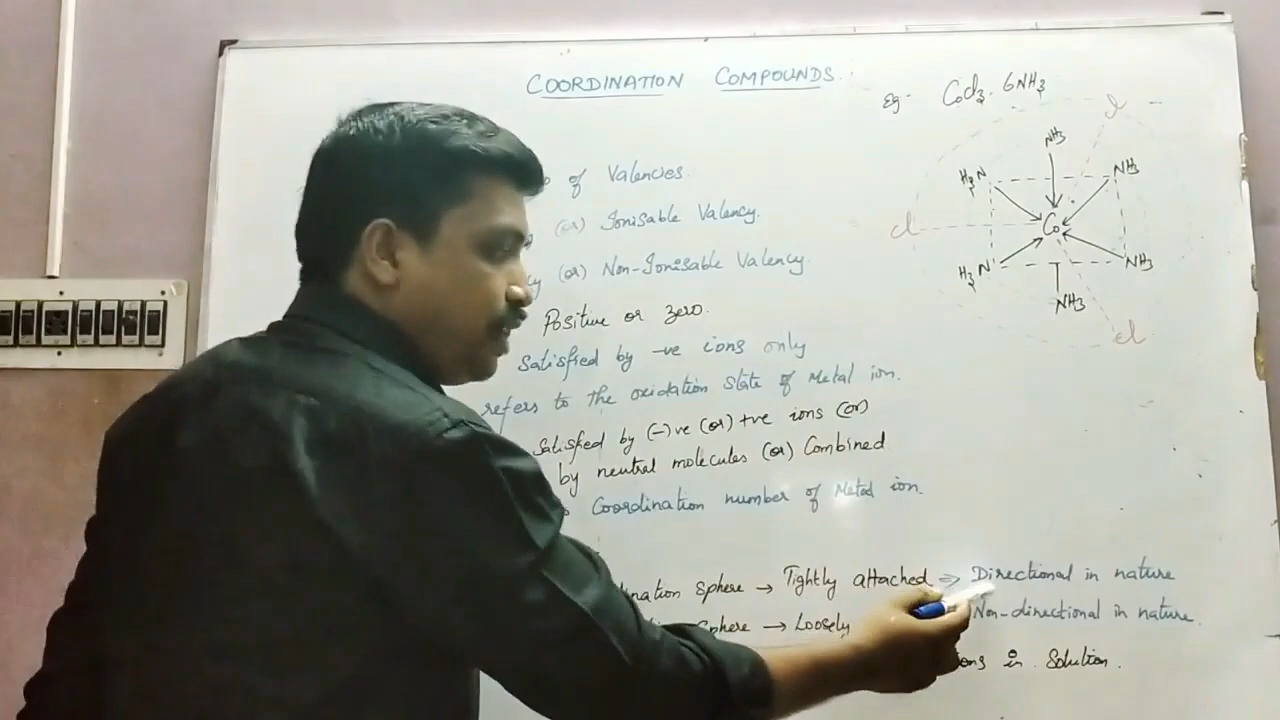 COORDINATION COMPOUNDS
of Valencies.
(or) Ionisable Valency.
(or) Non-Ionisable Valency.
Positive or zero.
Satisfied by -ve ions only
refers to the oxidation state of Metal ion.
Satisfied by (-)ve (or) +ve ions (or)
by neutral molecules (or) Combined
Coordination number of Metal ion.
nation Sphere → Tightly attached ⇒ Directional in nature
Sphere → Loosely Non-directional in nature.
ons in Solution.
Eg- CoCl3. 6NH3
Cl
NH3
H3N NH3
Cl Co
H3N NH3
NH3
Cl